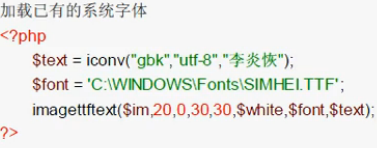 加载已有的系统字体
<?php
$text = iconv("gbk","utf-8","李炎恢");
$font = 'C:\WINDOWS\Fonts\SIMHEI.TTF';
imagettftext($im,20,0,30,30,$white,$font,$text);
?>